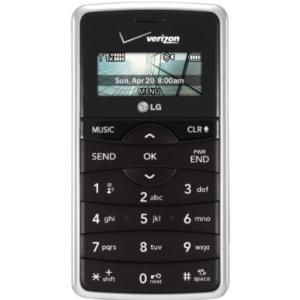 verizon
Sun, Apr 20 8:00am
MENU
LG
MUSIC CLR
SEND OK PWR END
1 2 abc 3 def
4 ghi 5 jkl 6 mno
7 pqrs 8 tuv 9 wxyz
* shift 0 next # space